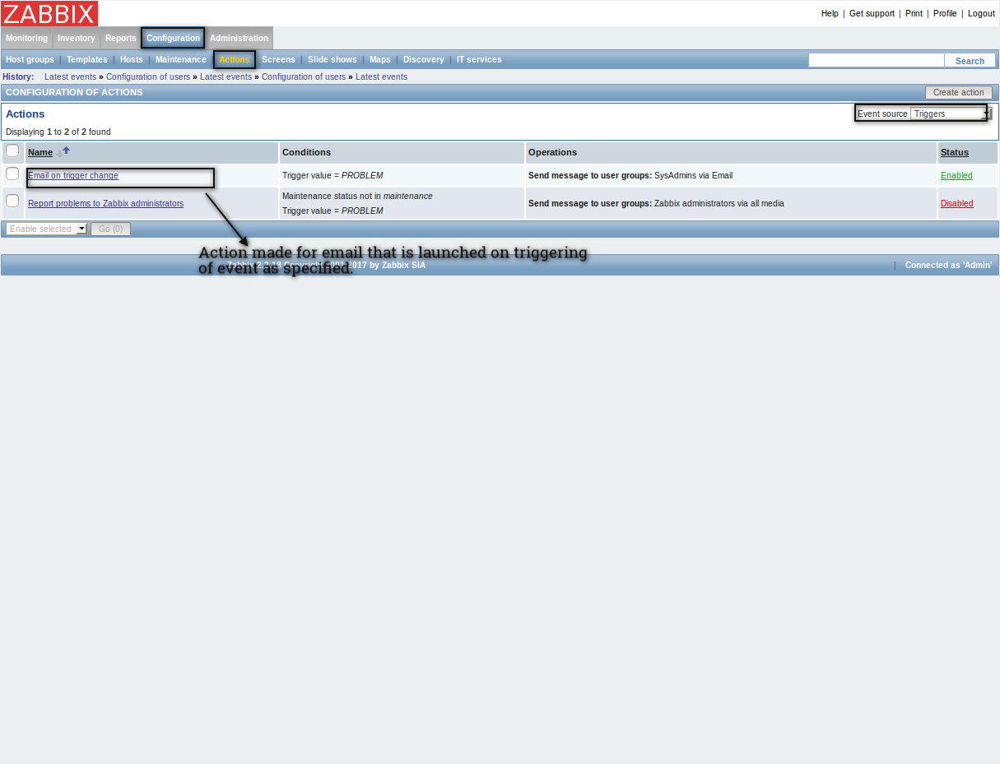 ZABBIX
Help | Get support | Print | Profile | Logout
Monitoring Inventory Reports Configuration Administration
Host groups | Templates | Hosts | Maintenance | Actions | Screens | Slide shows | Maps | Discovery | IT services Search
History: Latest events » Configuration of users » Latest events » Configuration of users » Latest events
CONFIGURATION OF ACTIONS Create action
Actions Event source Triggers
Displaying 1 to 2 of 2 found
Name Conditions Operations Status
Email on trigger change Trigger value = PROBLEM Send message to user groups: SysAdmins via Email Enabled
Report problems to Zabbix administrators Maintenance status not in maintenance Send message to user groups: Zabbix administrators via all media Disabled
Trigger value = PROBLEM
Enable selected Go (0)
Action made for email that is launched on triggering
of event as specified.
Zabbix 2.2.18 Copyright 2001-2017 by Zabbix SIA | Connected as 'Admin'